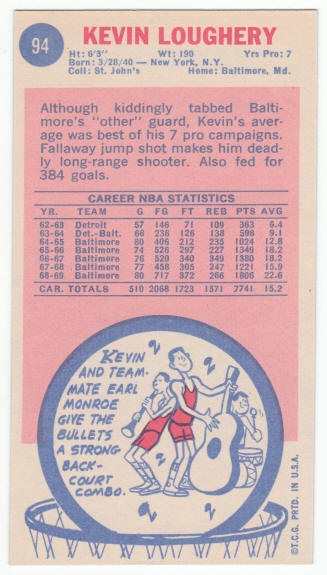 94
KEVIN LOUGHERY
Ht: 6'3" Wt: 190 Yrs Pro: 7
Born: 3/28/40 — New York, N.Y.
Coll: St. John's Home: Baltimore, Md.
Although kiddingly tabbed Balti-
more's "other" guard, Kevin's aver-
age was best of his 7 pro campaigns.
Fallaway jump shot makes him dead-
ly long-range shooter. Also fed for
384 goals.
CAREER NBA STATISTICS
YR. TEAM G FG FT REB PTS AVG
62-63 Detroit 57 146 71 109 363 6.4
63-64 Det.-Balt. 66 238 126 138 598 9.1
64-65 Baltimore 80 406 212 235 1024 12.8
65-66 Baltimore 74 526 297 227 1349 18.2
66-67 Baltimore 76 520 340 349 1380 18.2
67-68 Baltimore 77 458 305 247 1221 15.9
68-69 Baltimore 80 717 372 266 1806 22.6
CAR. TOTALS 510 2068 1723 1571 7741 15.2
KEVIN
AND TEAM-
MATE EARL
MONROE
GIVE THE
BULLETS
A STRONG
BACK-
COURT
COMBO.
©T.C.G. PRTD. IN U.S.A.